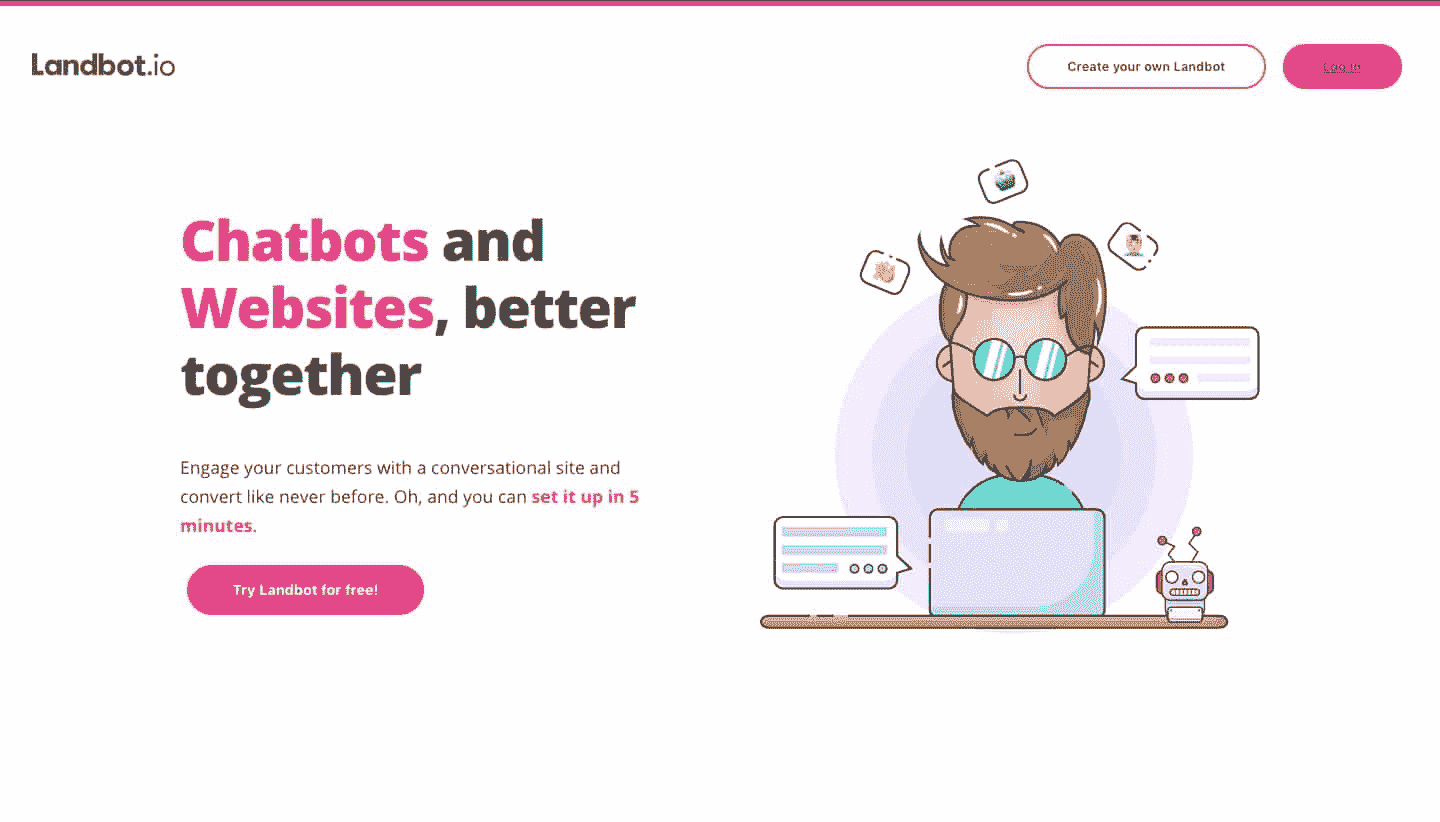 Landbot.io
Create your own Landbot
Log in
Chatbots and
Websites, better
together
Engage your customers with a conversational site and
convert like never before. Oh, and you can set it up in 5
minutes.
Try Landbot for free!